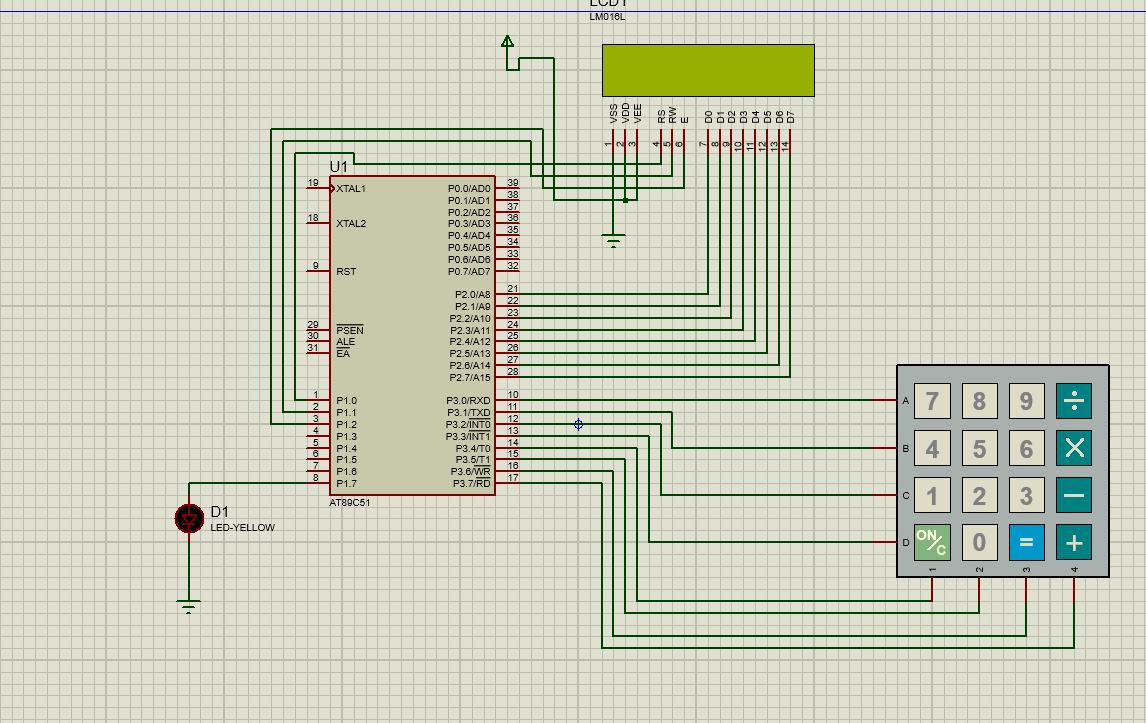 LCD1
LM016L
VSS VDD VEE RS RW E D0 D1 D2 D3 D4 D5 D6 D7
1 2 3 4 5 6 7 8 9 10 11 12 13 14
U1
19 XTAL1 P0.0/AD0 39
P0.1/AD1 38
P0.2/AD2 37
18 XTAL2 P0.3/AD3 36
P0.4/AD4 35
P0.5/AD5 34
P0.6/AD6 33
9 RST P0.7/AD7 32
P2.0/A8 21
P2.1/A9 22
P2.2/A10 23
29 PSEN P2.3/A11 24
30 ALE P2.4/A12 25
31 EA P2.5/A13 26
P2.6/A14 27
P2.7/A15 28
1 P1.0 P3.0/RXD 10
2 P1.1 P3.1/TXD 11
3 P1.2 P3.2/INT0 12
4 P1.3 P3.3/INT1 13
5 P1.4 P3.4/T0 14
6 P1.5 P3.5/T1 15
7 P1.6 P3.6/WR 16
8 P1.7 P3.7/RD 17
AT89C51
D1
LED-YELLOW
A 7 8 9 ÷
B 4 5 6 ×
C 1 2 3 −
D ON/C 0 = +
1 2 3 4